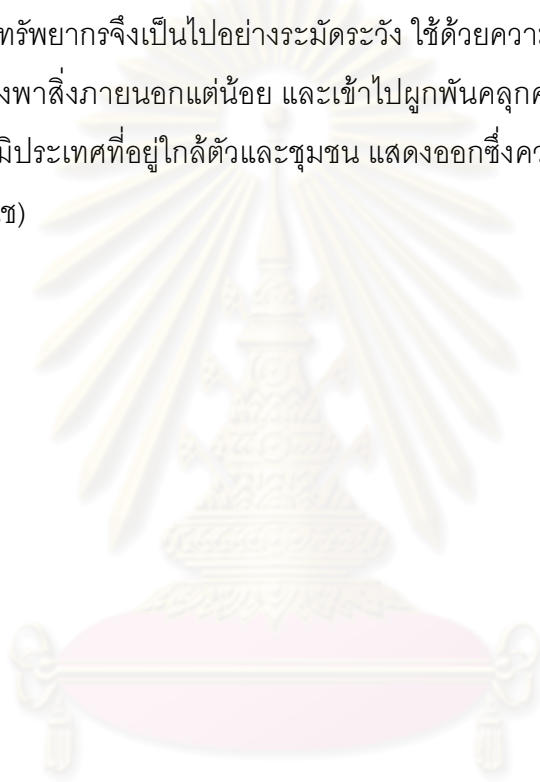 ทรัพยากรจึงเป็นไปอย่างระมัดระวัง ใช้ด้วยควา
งพาสิ่งภายนอกแต่น้อย และเข้าไปผูกพันคลุกค
มิประเทศที่อยู่ใกล้ตัวและชุมชน แสดงออกซึ่งคว
ช)